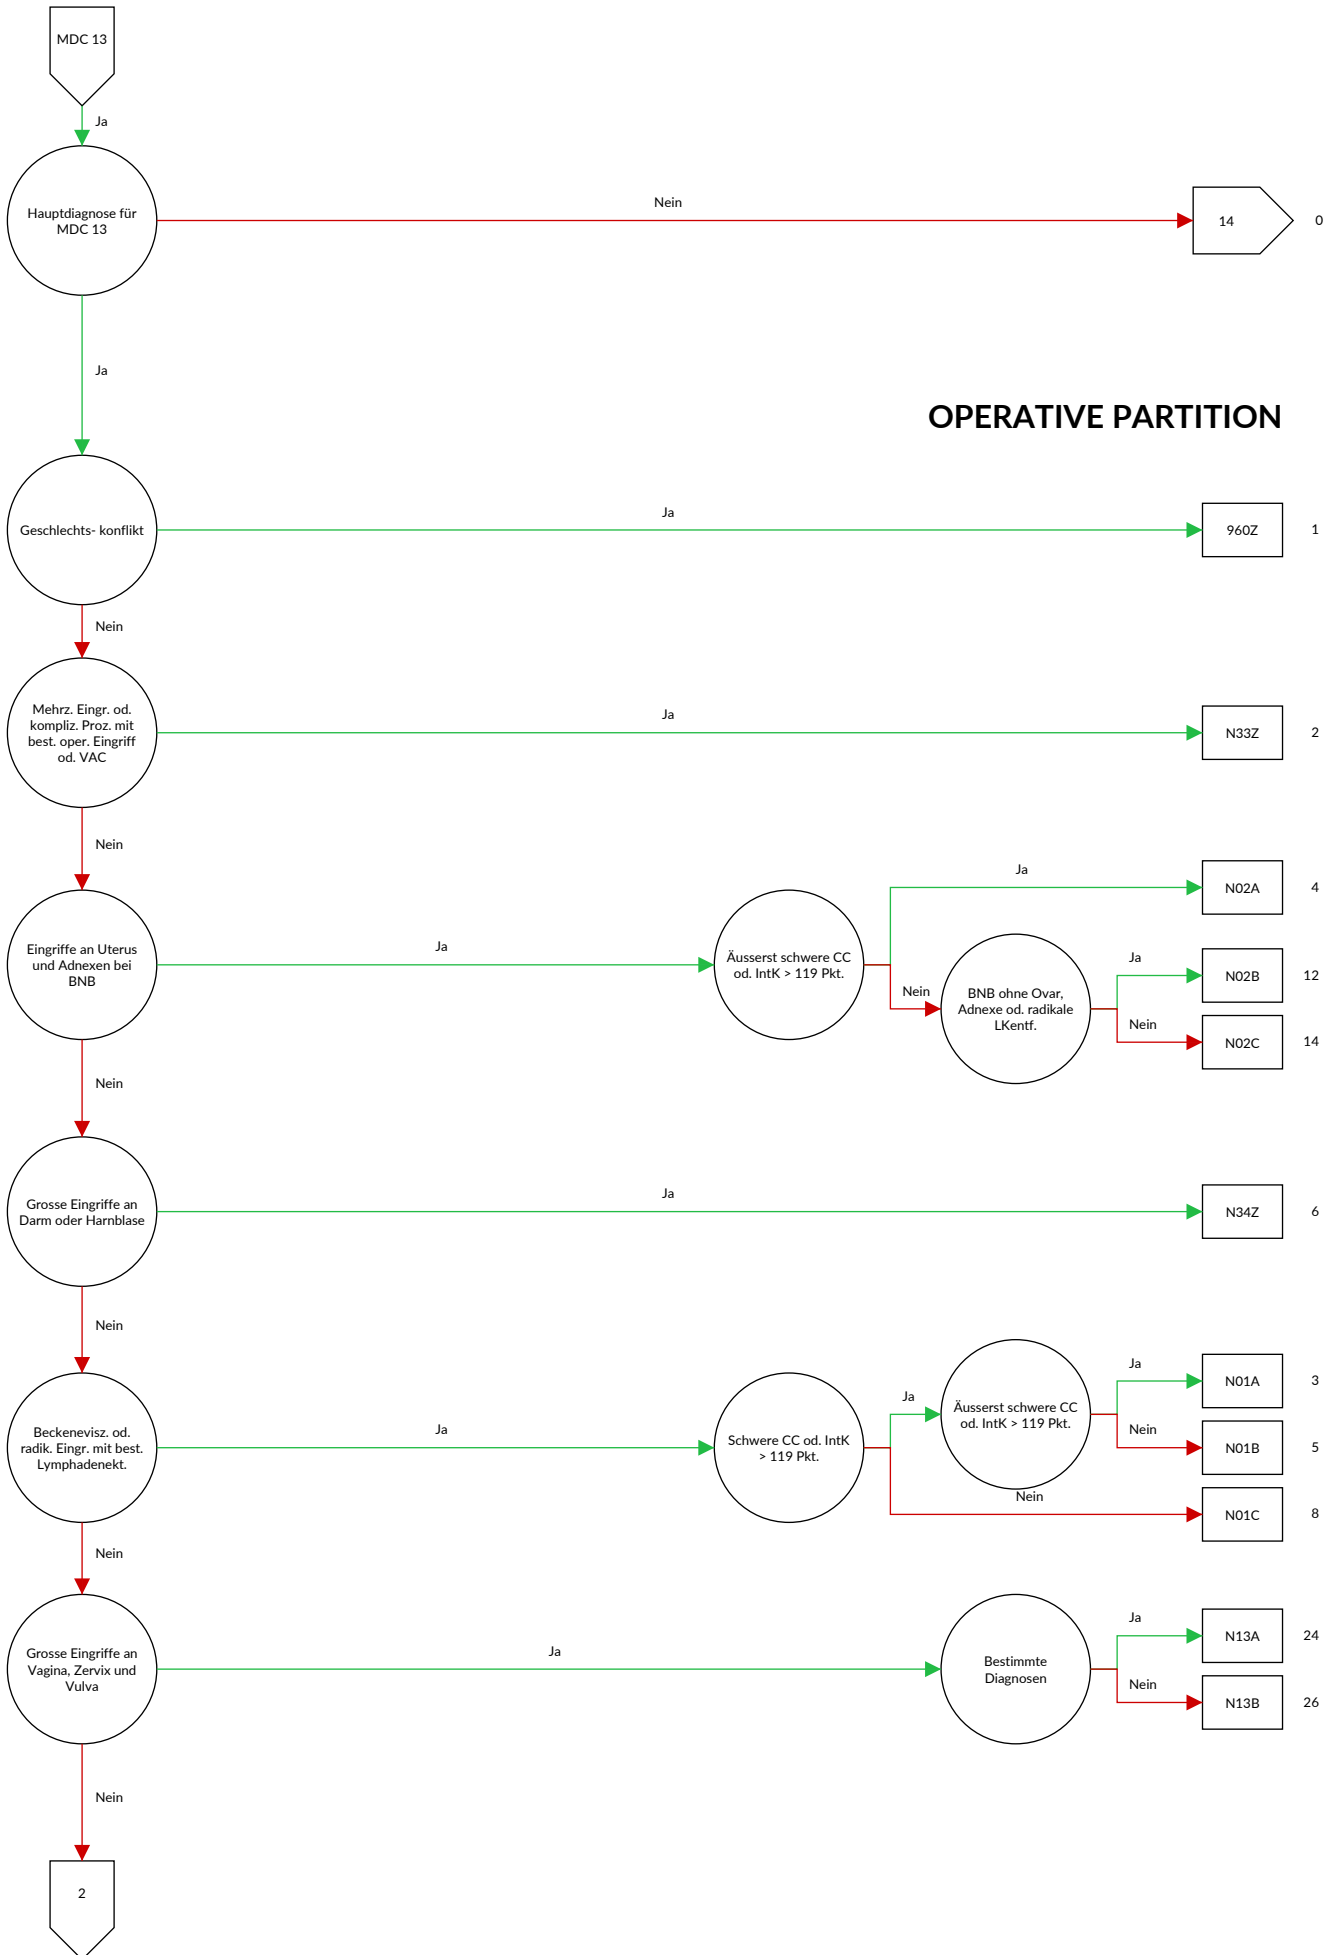 MDC 13
Ja
Hauptdiagnose für
MDC 13
Nein
14
0
Ja
OPERATIVE PARTITION
Geschlechts- konflikt
Ja
960Z
1
Nein
Mehrz. Eingr. od.
kompliz. Proz. mit
best. oper. Eingriff
od. VAC
Ja
N33Z
2
Nein
Eingriffe an Uterus
und Adnexen bei
BNB
Ja
Äusserst schwere CC
od. IntK > 119 Pkt.
Ja
N02A
4
Nein
BNB ohne Ovar,
Adnexe od. radikale
LKentf.
Ja
N02B
12
Nein
N02C
14
Nein
Grosse Eingriffe an
Darm oder Harnblase
Ja
N34Z
6
Nein
Beckenevisz. od.
radik. Eingr. mit best.
Lymphadenekt.
Ja
Schwere CC od. IntK
> 119 Pkt.
Ja
Äusserst schwere CC
od. IntK > 119 Pkt.
Ja
N01A
3
Nein
N01B
5
Nein
N01C
8
Nein
Grosse Eingriffe an
Vagina, Zervix und
Vulva
Ja
Bestimmte
Diagnosen
Ja
N13A
24
Nein
N13B
26
Nein
2